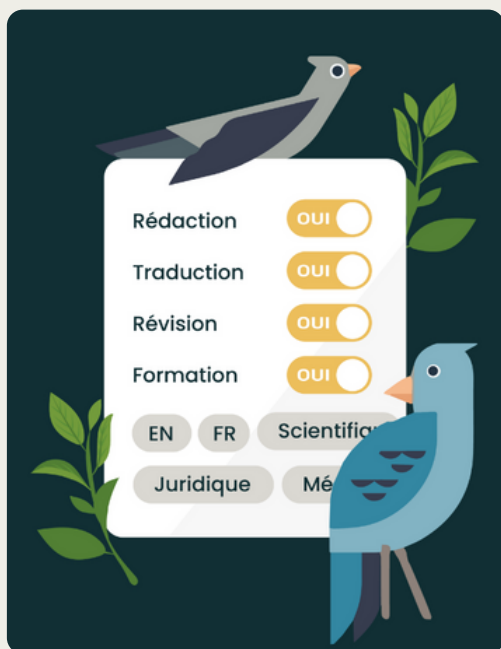 Rédaction OUI
Traduction OUI
Révision OUI
Formation OUI
EN FR
Juridique